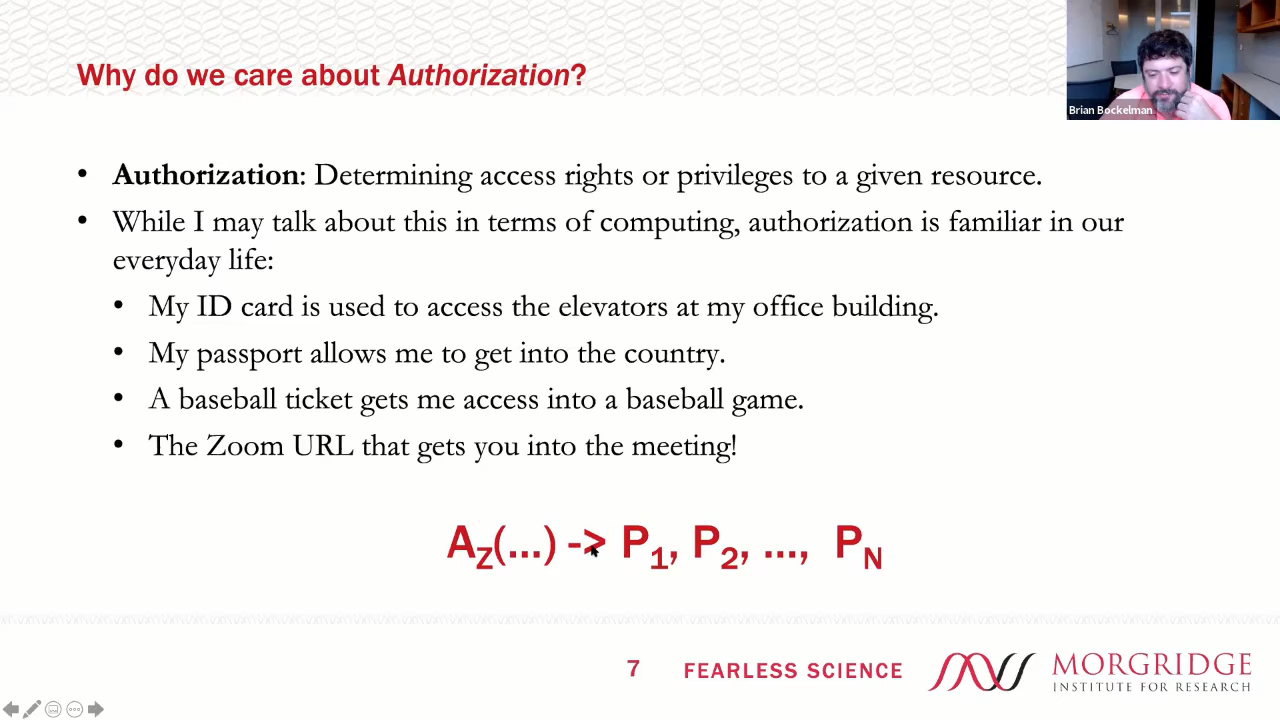 Why do we care about Authorization?
Brian Bockelman
• Authorization: Determining access rights or privileges to a given resource.
• While I may talk about this in terms of computing, authorization is familiar in our
everyday life:
• My ID card is used to access the elevators at my office building.
• My passport allows me to get into the country.
• A baseball ticket gets me access into a baseball game.
• The Zoom URL that gets you into the meeting!
AZ(...) -> P1, P2, ..., PN
7
FEARLESS SCIENCE
MORGRIDGE
INSTITUTE FOR RESEARCH